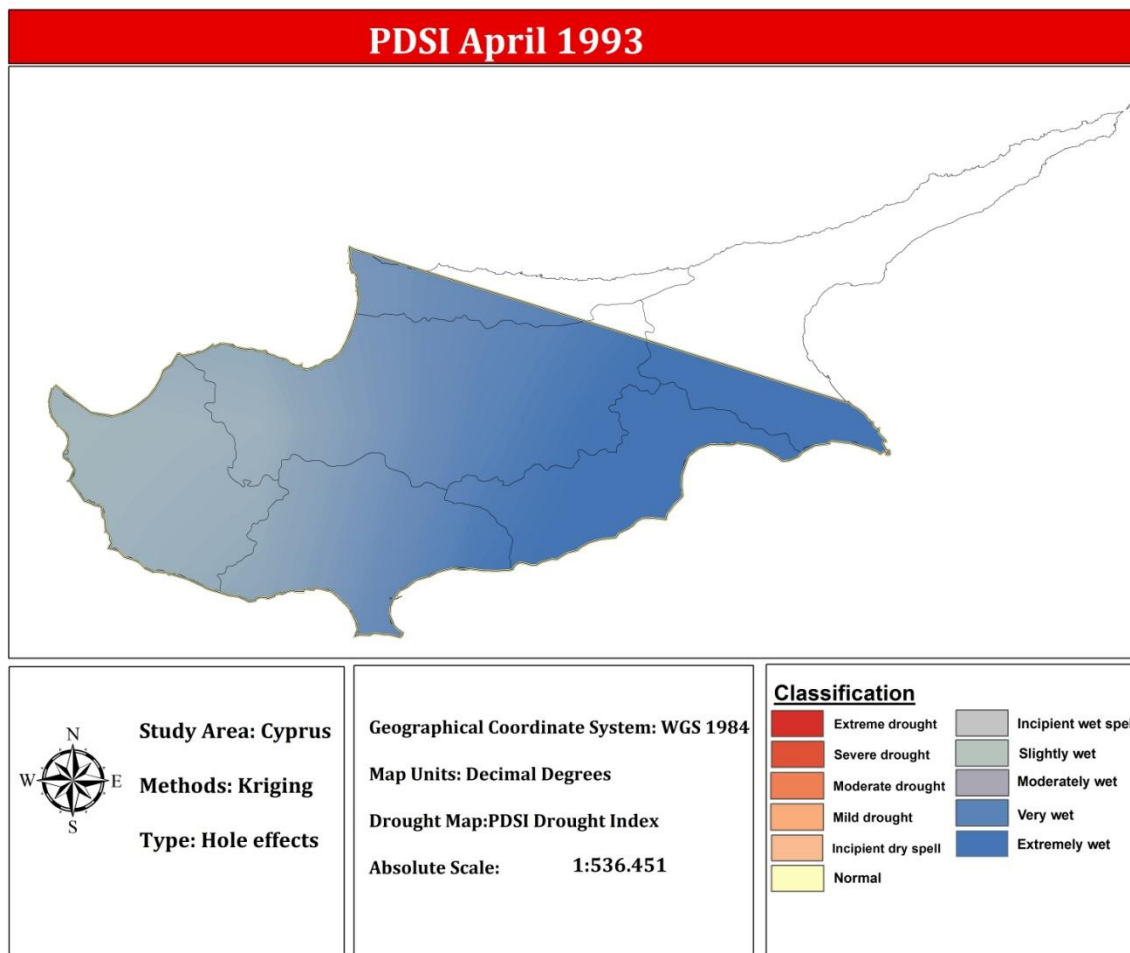 PDSI April 1993
N
W
E
S
Study Area: Cyprus
Methods: Kriging
Type: Hole effects
Geographical Coordinate System: WGS 1984
Map Units: Decimal Degrees
Drought Map:PDSI Drought Index
Absolute Scale: 1:536.451
Classification
Extreme drought
Severe drought
Moderate drought
Mild drought
Incipient dry spell
Normal
Incipient wet spel
Slightly wet
Moderately wet
Very wet
Extremely wet